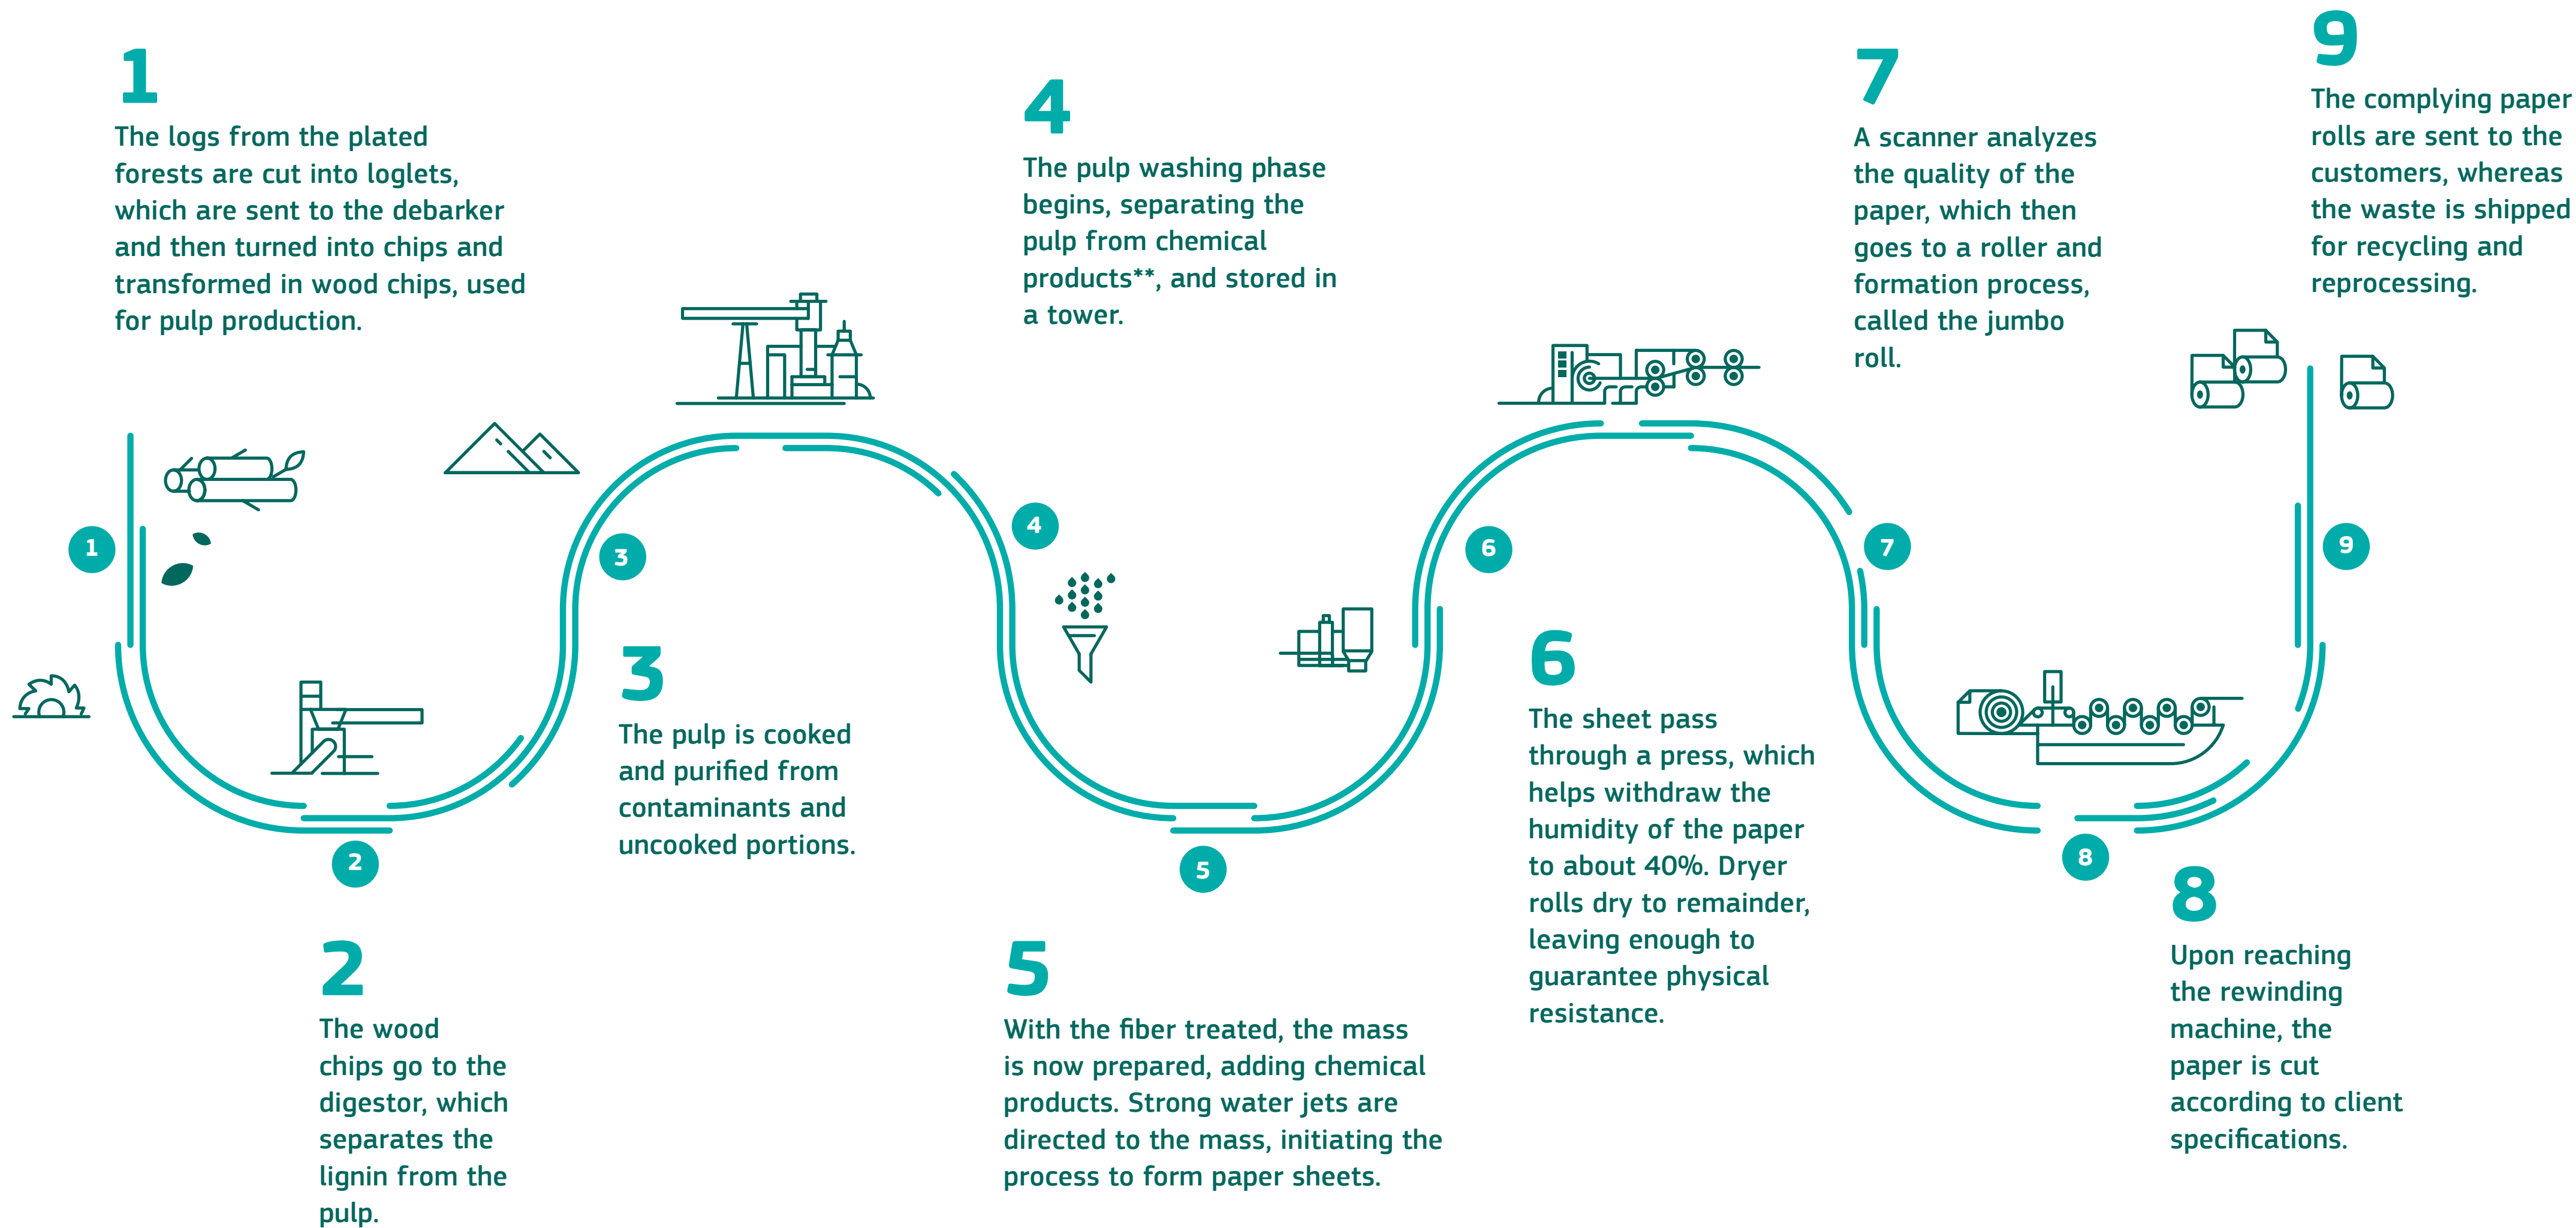 1
The logs from the plated
forests are cut into loglets,
which are sent to the debarker
and then turned into chips and
transformed in wood chips, used
for pulp production.
2
The wood
chips go to the
digestor, which
separates the
lignin from the
pulp.
3
The pulp is cooked
and purified from
contaminants and
uncooked portions.
4
The pulp washing phase
begins, separating the
pulp from chemical
products**, and stored in
a tower.
5
With the fiber treated, the mass
is now prepared, adding chemical
products. Strong water jets are
directed to the mass, initiating the
process to form paper sheets.
6
The sheet pass
through a press, which
helps withdraw the
humidity of the paper
to about 40%. Dryer
rolls dry to remainder,
leaving enough to
guarantee physical
resistance.
7
A scanner analyzes
the quality of the
paper, which then
goes to a roller and
formation process,
called the jumbo
roll.
8
Upon reaching
the rewinding
machine, the
paper is cut
according to client
specifications.
9
The complying paper
rolls are sent to the
customers, whereas
the waste is shipped
for recycling and
reprocessing.
1
2
3
4
5
6
7
8
9